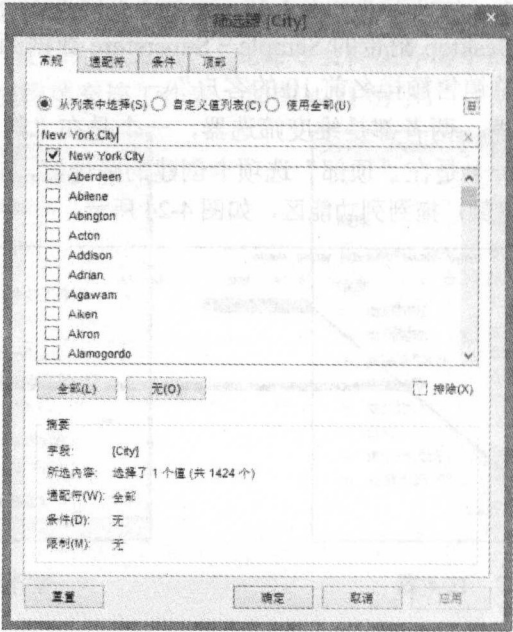 筛选器 [City]
常规 通配符 条件 顶部
从列表中选择(S) 自定义值列表(C) 使用全部(U)
New York City
New York City
Aberdeen
Abilene
Abington
Acton
Addison
Adrian
Agawam
Aiken
Akron
Alamogordo
全部(L) 无(O) 排除(X)
摘要
字段: [City]
所选内容: 选择了 1 个值 (共 1424 个)
通配符(W): 全部
条件(D): 无
限制(M): 无
重置 确定 取消 应用